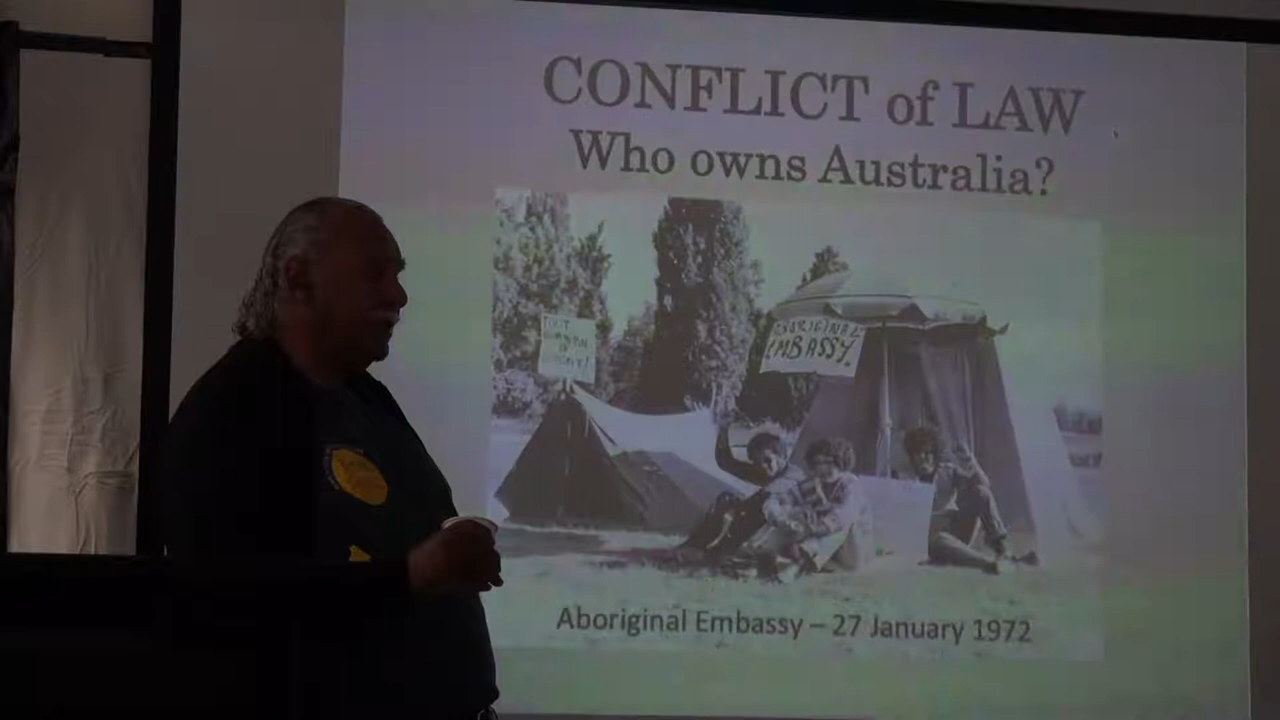 CONFLICT of LAW
Who owns Australia?
ABORIGINAL
EMBASSY.
Aboriginal Embassy – 27 January 1972